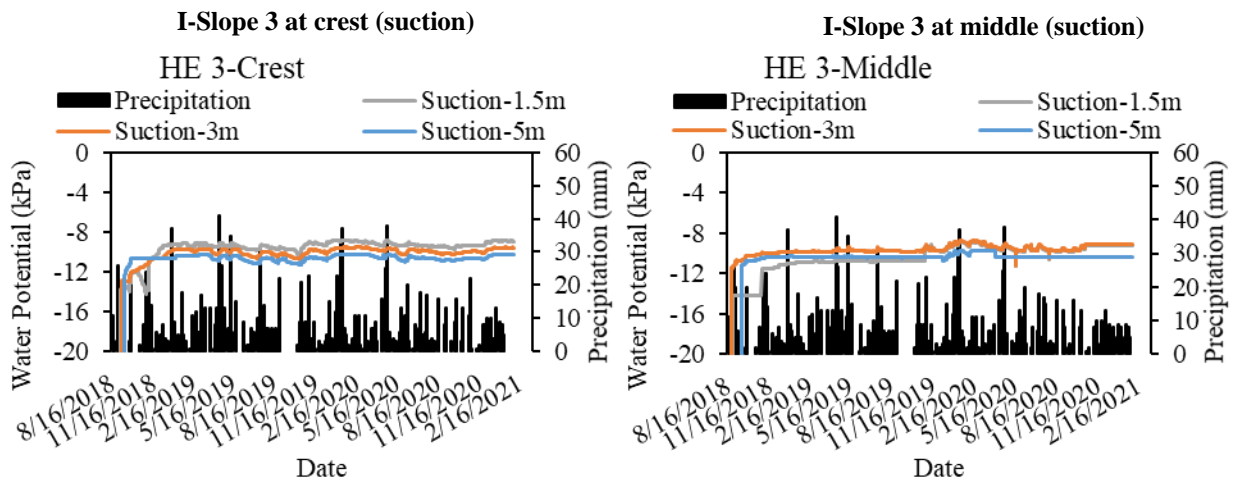 I-Slope 3 at crest (suction)
HE 3-Crest
Precipitation
Suction-1.5m
Suction-3m
Suction-5m
Water Potential (kPa)
0
-4
-8
-12
-16
-20
60
50
40
30
20
10
0
Precipitation (mm)
8/16/2018
11/16/2018
2/16/2019
5/16/2019
8/16/2019
11/16/2019
2/16/2020
5/16/2020
8/16/2020
11/16/2020
2/16/2021
Date
I-Slope 3 at middle (suction)
HE 3-Middle
Precipitation
Suction-1.5m
Suction-3m
Suction-5m
Water Potential (kPa)
0
-4
-8
-12
-16
-20
60
50
40
30
20
10
0
Precipitation (mm)
8/16/2018
11/16/2018
2/16/2019
5/16/2019
8/16/2019
11/16/2019
2/16/2020
5/16/2020
8/16/2020
11/16/2020
2/16/2021
Date